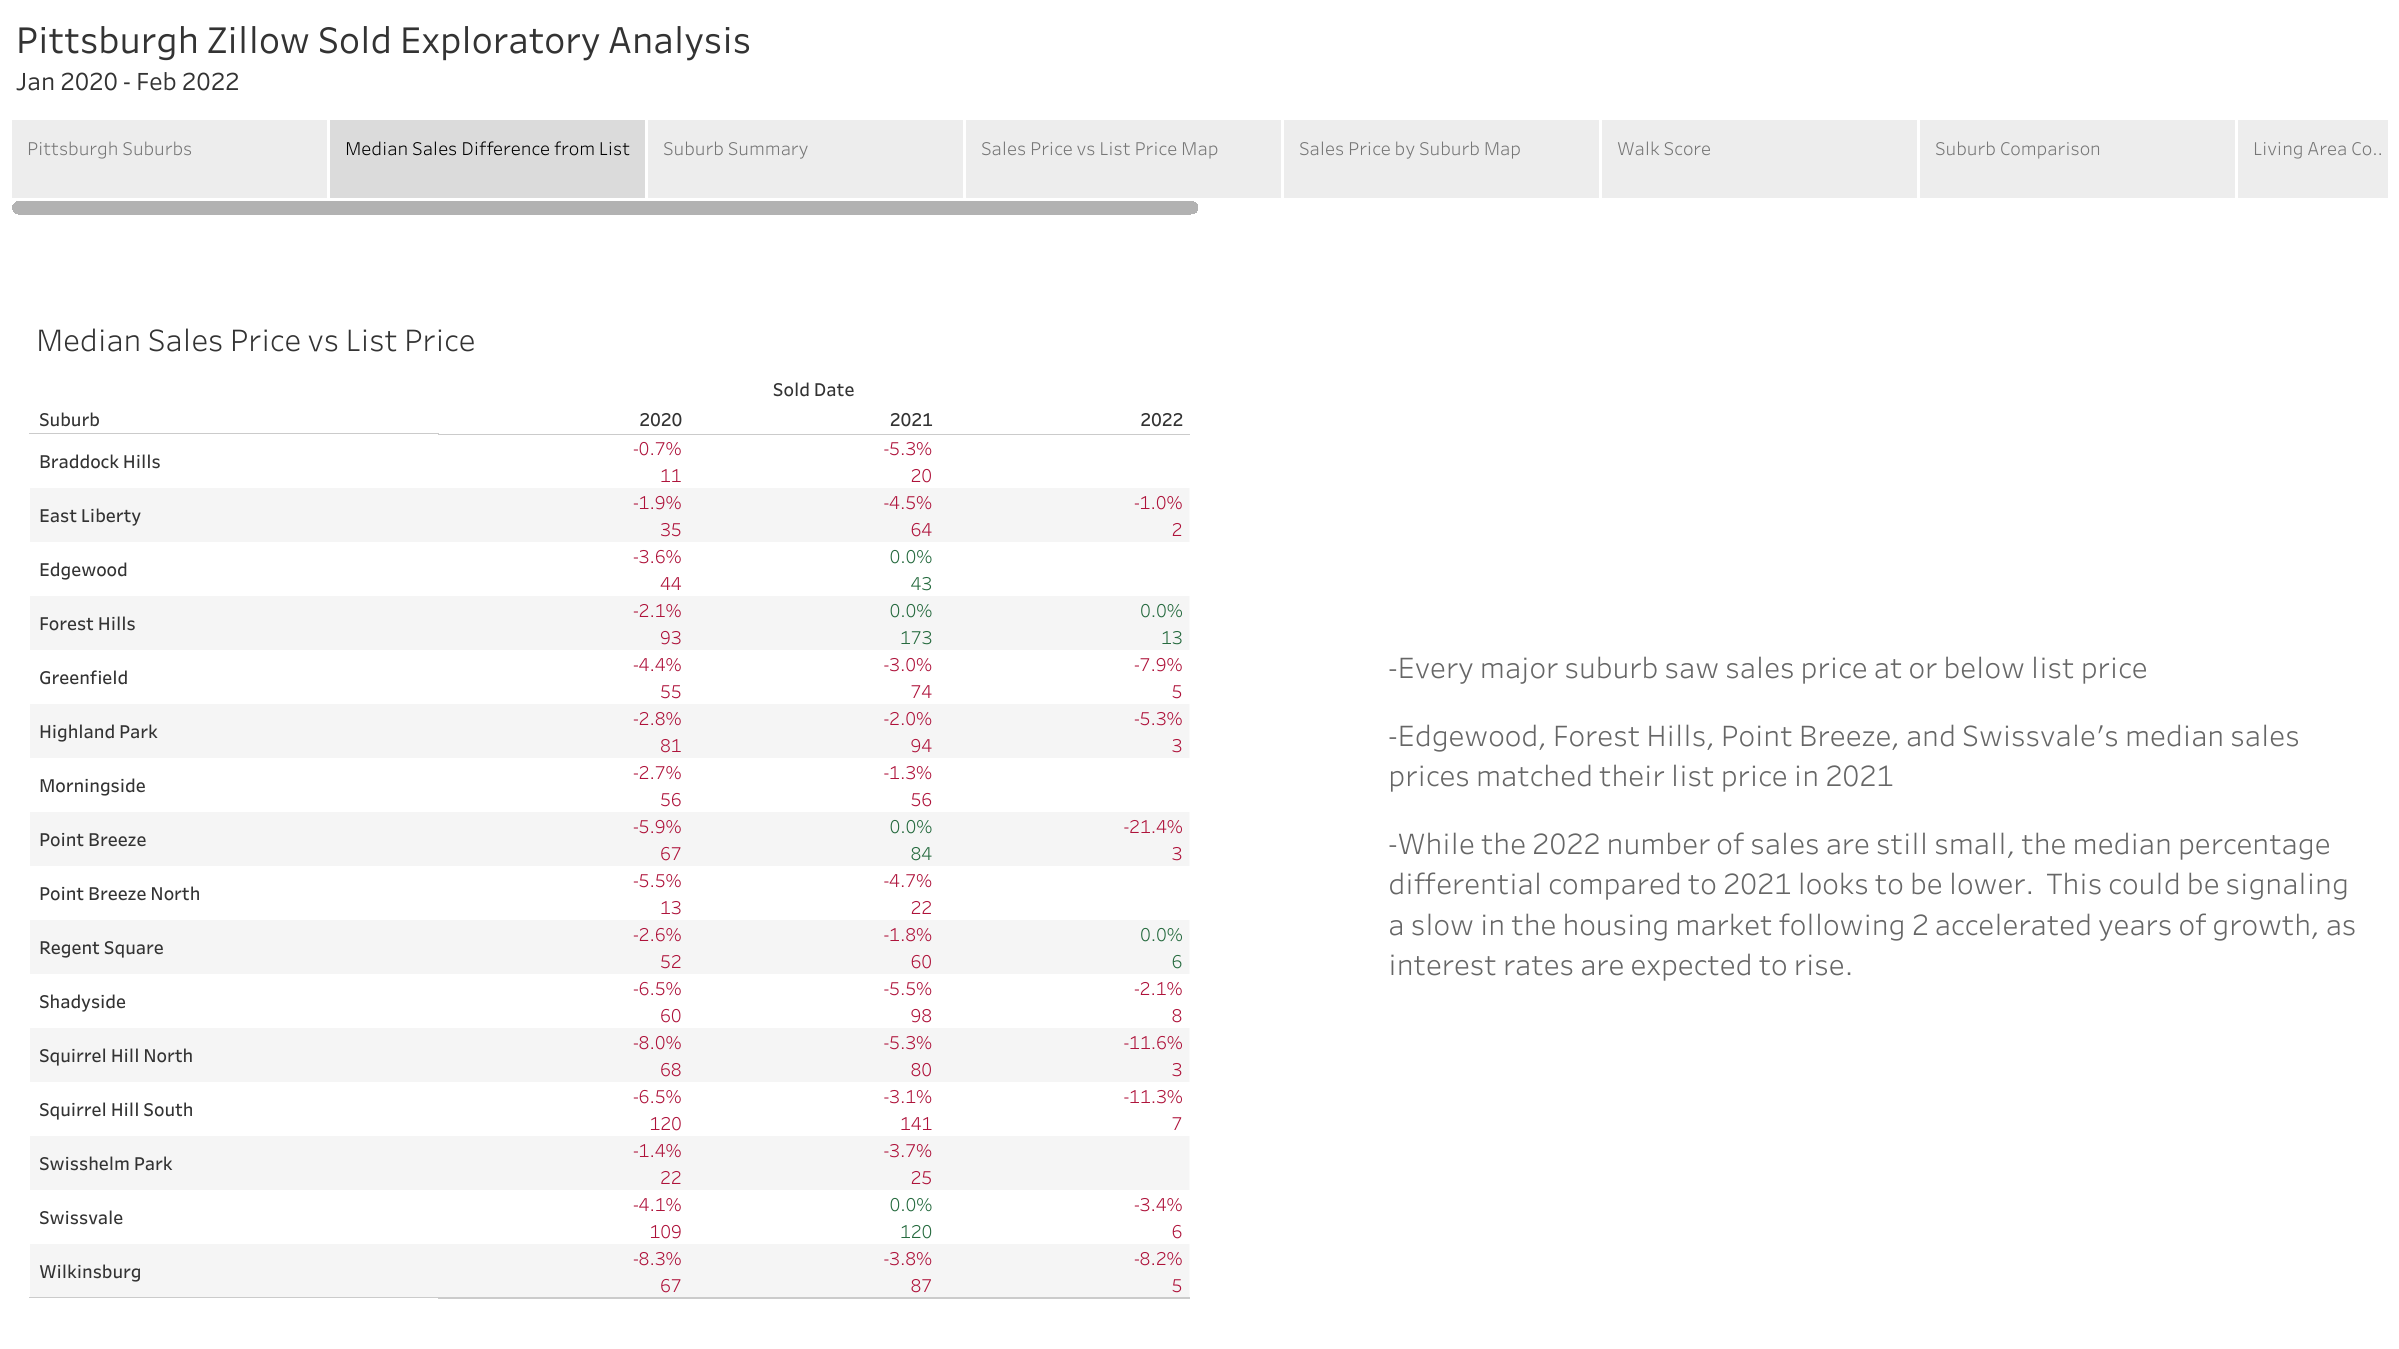 Pittsburgh Zillow Sold Exploratory Analysis
Jan 2020 - Feb 2022
Pittsburgh Suburbs
Median Sales Difference from List
Suburb Summary
Sales Price vs List Price Map
Sales Price by Suburb Map
Walk Score
Suburb Comparison
Living Area Co..
Median Sales Price vs List Price
Sold Date
Suburb 2020 2021 2022
Braddock Hills
-0.7% -5.3%
11 20
East Liberty
-1.9% -4.5% -1.0%
35 64 2
Edgewood
-3.6% 0.0%
44 43
Forest Hills
-2.1% 0.0% 0.0%
93 173 13
Greenfield
-4.4% -3.0% -7.9%
55 74 5
Highland Park
-2.8% -2.0% -5.3%
81 94 3
Morningside
-2.7% -1.3%
56 56
Point Breeze
-5.9% 0.0% -21.4%
67 84 3
Point Breeze North
-5.5% -4.7%
13 22
Regent Square
-2.6% -1.8% 0.0%
52 60 6
Shadyside
-6.5% -5.5% -2.1%
60 98 8
Squirrel Hill North
-8.0% -5.3% -11.6%
68 80 3
Squirrel Hill South
-6.5% -3.1% -11.3%
120 141 7
Swisshelm Park
-1.4% -3.7%
22 25
Swissvale
-4.1% 0.0% -3.4%
109 120 6
Wilkinsburg
-8.3% -3.8% -8.2%
67 87 5
-Every major suburb saw sales price at or below list price
-Edgewood, Forest Hills, Point Breeze, and Swissvale's median sales
prices matched their list price in 2021
-While the 2022 number of sales are still small, the median percentage
differential compared to 2021 looks to be lower.  This could be signaling
a slow in the housing market following 2 accelerated years of growth, as
interest rates are expected to rise.